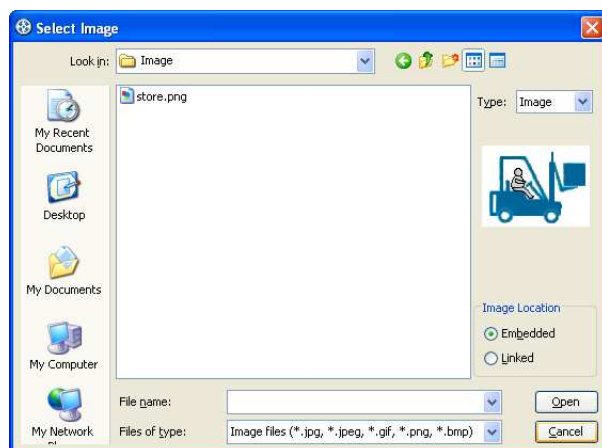 Select Image
Look in: Image
store.png
Type: Image
My Recent
Documents
Desktop
My Documents
My Computer
My Network
Image Location
Embedded
Linked
File name:
Open
Files of type: Image files (*.jpg, *.jpeg, *.gif, *.png, *.bmp)
Cancel